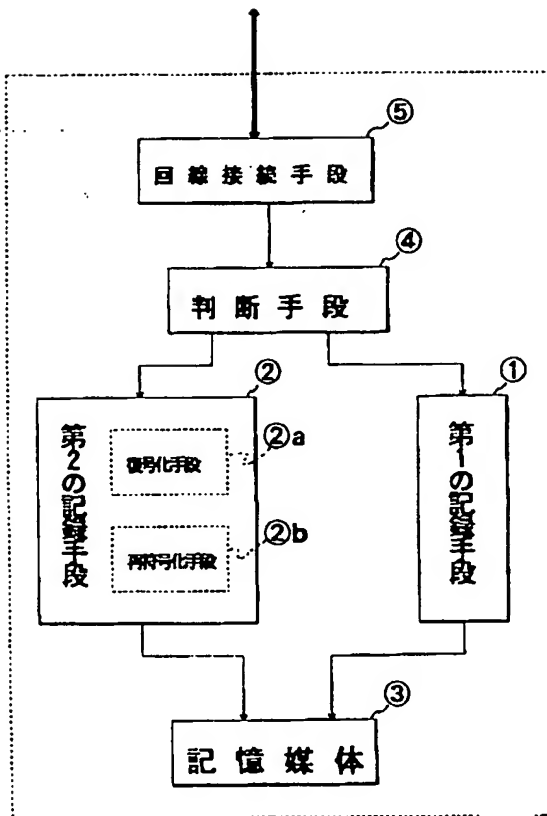 ⑤
回線接続手段
④
判断手段
②
①
第2の記録手段
②a
復号化手段
②b
再符号化手段
第1の記録手段
③
記憶媒体